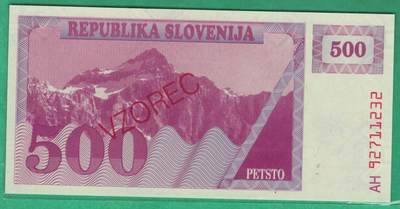 REPUBLIKA SLOVENIJA
500
VZOREC
500
PETSTO
AH 92711232